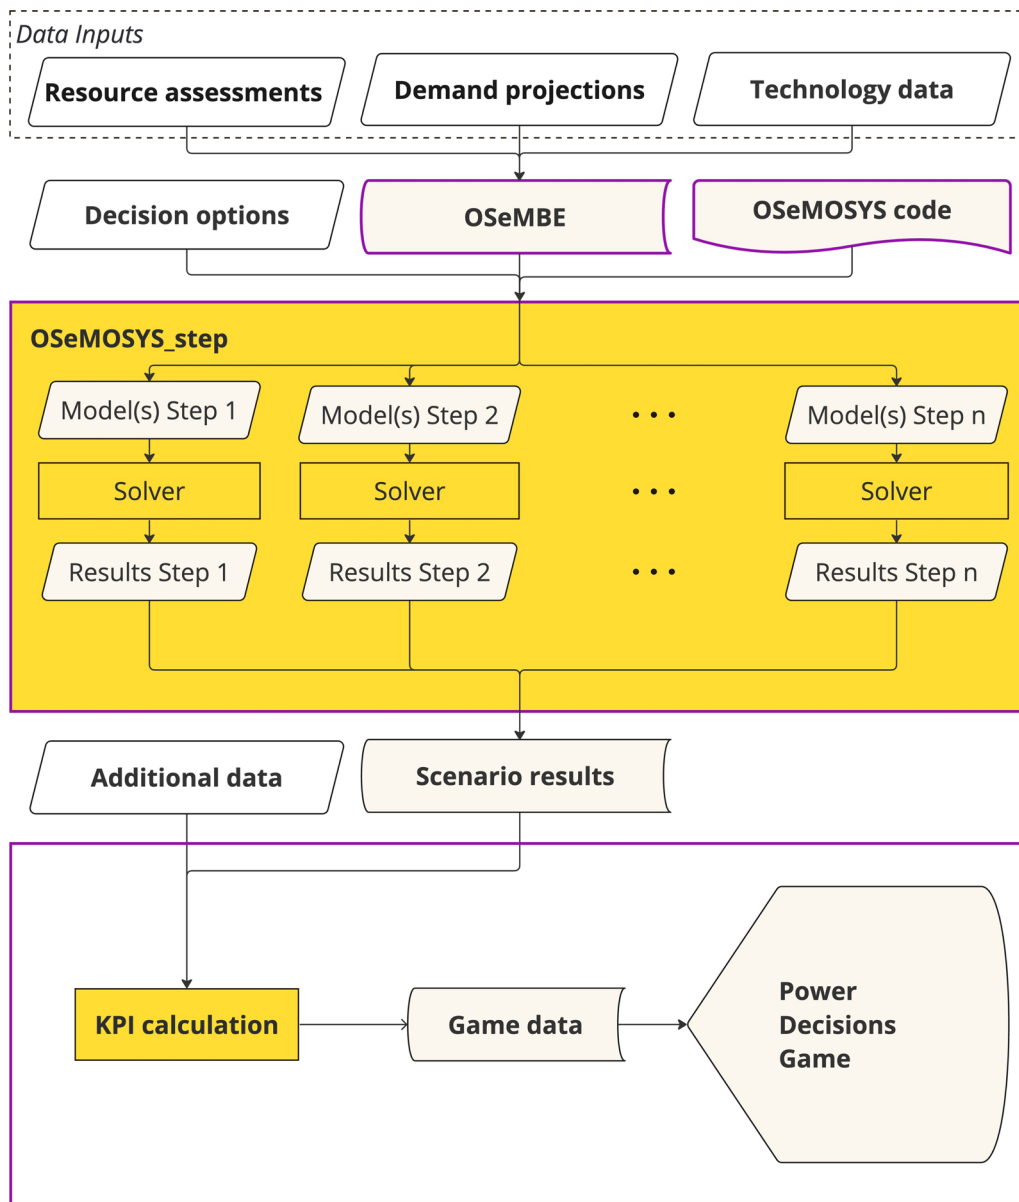 Data Inputs
Resource assessments
Demand projections
Technology data
Decision options
OSeMBE
OSeMOSYS code
OSeMOSYS_step
Model(s) Step 1
Model(s) Step 2
• • •
Model(s) Step n
Solver
Solver
• • •
Solver
Results Step 1
Results Step 2
• • •
Results Step n
Additional data
Scenario results
KPI calculation
Game data
Power
Decisions
Game